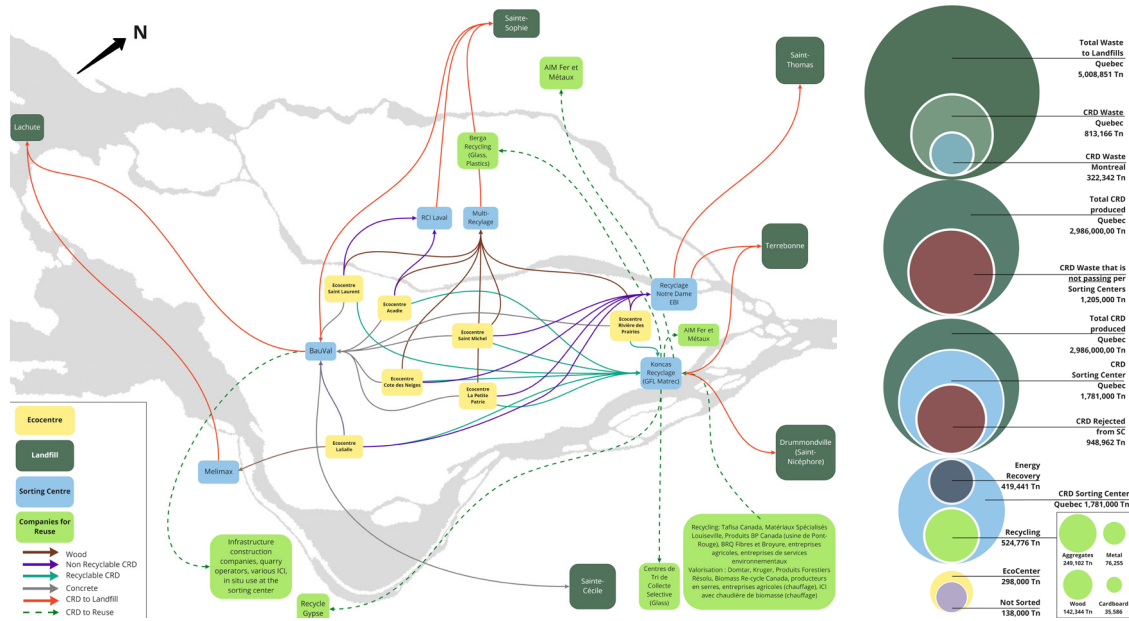 N
Sainte-
Sophie
AIM Fer et
Métaux
Saint-
Thomas
Lachute
Berga
Recycling
(Glass,
Plastics)
RCI Laval
Multi-
Recylage
Terrebonne
Ecocentre
Saint Laurent
Ecocentre
Acadie
Recyclage
Notre Dame
EBI
Ecocentre
Rivière des
Prairies
Ecocentre
Saint Michel
AIM Fer et
Métaux
BauVal
Ecocentre
Cote des Neiges
Ecocentre
La Petite
Patrie
Koncas
Recyclage
(GFL Matrec)
Ecocentre
LaSalle
Melimax
Drummondville
(Saint-
Nicéphore)
Infrastructure
construction
companies, quarry
operators, various ICI,
in situ use at the
sorting center
Recycle
Gypse
Sainte-
Cécile
Centres de
Tri de
Collecte
Selective
(Glass)
Recycling: Tafisa Canada, Matériaux Spécialisés
Louiseville, Produits BP Canada (usine de Pont-
Rouge), BRQ Fibres et Broyure, entreprises
agricoles, entreprises de services
environnementaux
Valorisation : Domtar, Kruger, Produits Forestiers
Résolu, Biomass Re-cycle Canada, producteurs
en serres, entreprises agricoles (chauffage), ICI
avec chaudière de biomasse (chauffage)
Ecocentre
Landfill
Sorting Centre
Companies for
Reuse
Wood
Non Recyclable CRD
Recyclable CRD
Concrete
CRD to Landfill
CRD to Reuse
Total Waste
to Landfills
Quebec
5,008,851 Tn
CRD Waste
Quebec
813,166 Tn
CRD Waste
Montreal
322,342 Tn
Total CRD
produced
Quebec
2,986,000,00 Tn
CRD Waste that is
not passing per
Sorting Centers
1,205,000 Tn
Total CRD
produced
Quebec
2,986,000,00 Tn
CRD
Sorting Center
Quebec
1,781,000 Tn
CRD Rejected
from SC
948,962 Tn
Energy
Recovery
419,441 Tn
CRD Sorting Center
Quebec 1,781,000 Tn
Recycling
524,776 Tn
EcoCenter
298,000 Tn
Not Sorted
138,000 Tn
Aggregates
249,102 Tn
Metal
76,255
Wood
142,344 Tn
Cardboard
35,586